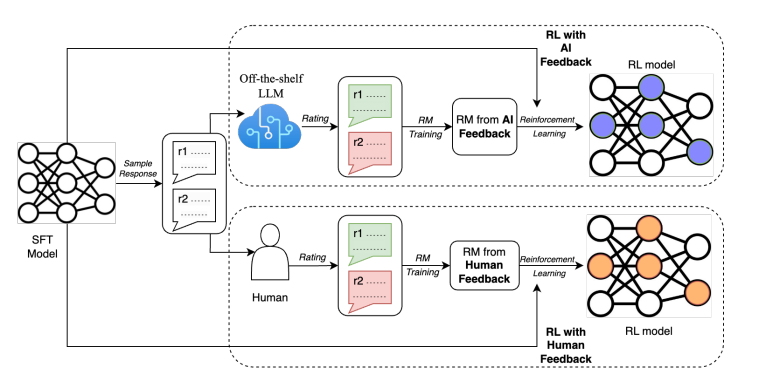 RL with
AI
Feedback
RL model
Off-the-shelf
LLM
Rating
r1 ......
......
r2 ......
......
RM
Training
RM from AI
Feedback
Reinforcement
Learning
Sample
Response
r1 ......
......
r2 ......
......
SFT
Model
Human
Rating
r1 ......
......
r2 ......
......
RM
Training
RM from
Human
Feedback
Reinforcement
Learning
RL model
RL with
Human
Feedback